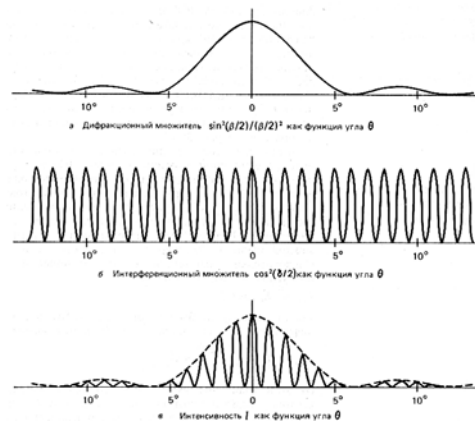 10° 5° 0 5° 10°
а Дифракционный множитель sin²(β/2)/(β/2)² как функция угла θ
10° 5° 0 5° 10°
б Интерференционный множитель cos²(δ/2) как функция угла θ
10° 5° 0 5° 10°
в Интенсивность I как функция угла θ